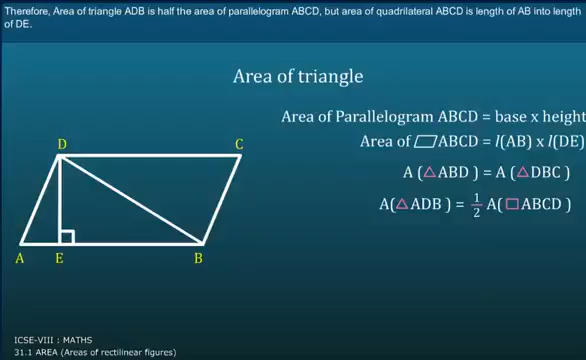 Therefore, Area of triangle ADB is half the area of parallelogram ABCD, but area of quadrilateral ABCD is length of AB into length
of DE.
Area of triangle
Area of Parallelogram ABCD = base x height
Area of ▱ABCD = l(AB) x l(DE)
A (△ABD) = A (△DBC)
A(△ADB) = 1/2 A(□ABCD)
D C
A E B
ICSE-VIII : MATHS
31.1 AREA (Areas of rectilinear figures)